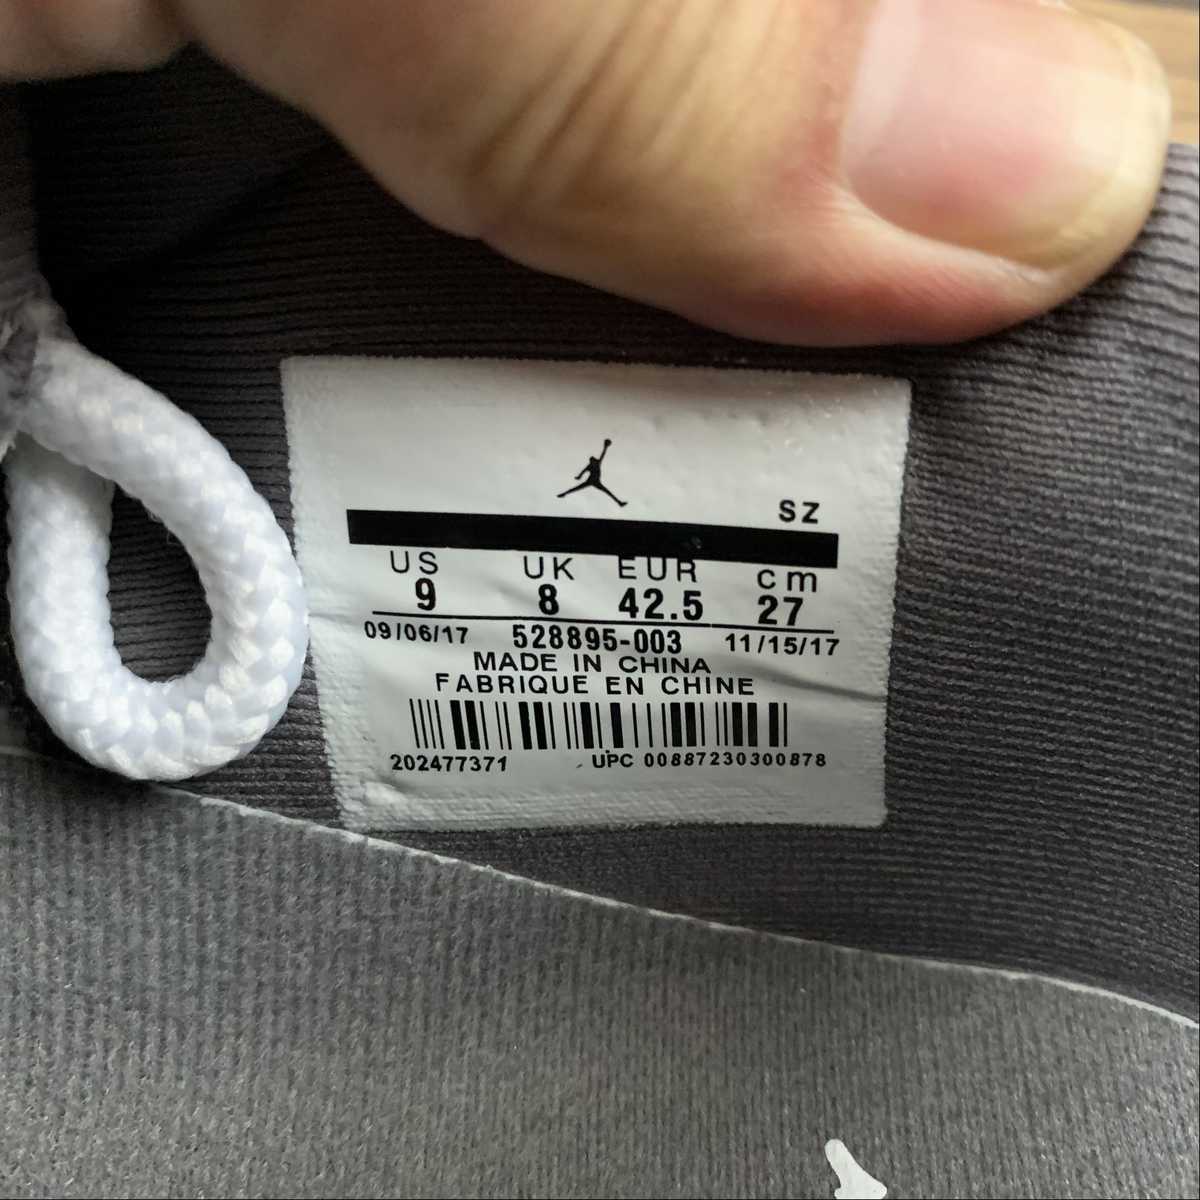 SZ
US UK EUR cm
9 8 42.5 27
09/06/17 528895-003 11/15/17
MADE IN CHINA
FABRIQUE EN CHINE
202477371 UPC 00887230300878